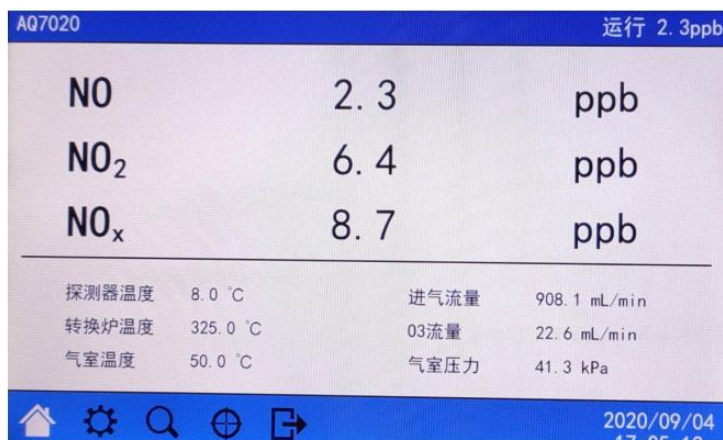 AQ7020 运行 2.3ppb
NO 2.3 ppb
NO₂ 6.4 ppb
NOₓ 8.7 ppb
探测器温度 8.0 ℃ 进气流量 908.1 mL/min
转换炉温度 325.0 ℃ O3流量 22.6 mL/min
气室温度 50.0 ℃ 气室压力 41.3 kPa
2020/09/04